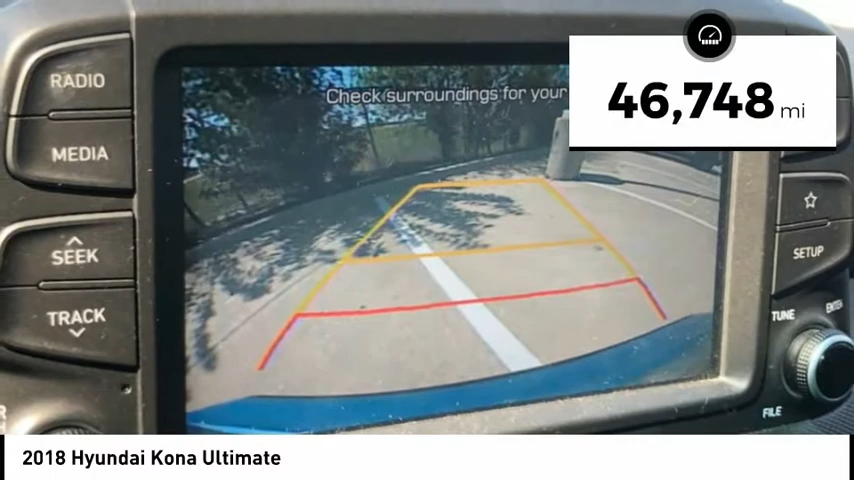 RADIO
MEDIA
SEEK
TRACK
Check surroundings for your
46,748 mi
SETUP
TUNE
ENTER
FILE
2018 Hyundai Kona Ultimate